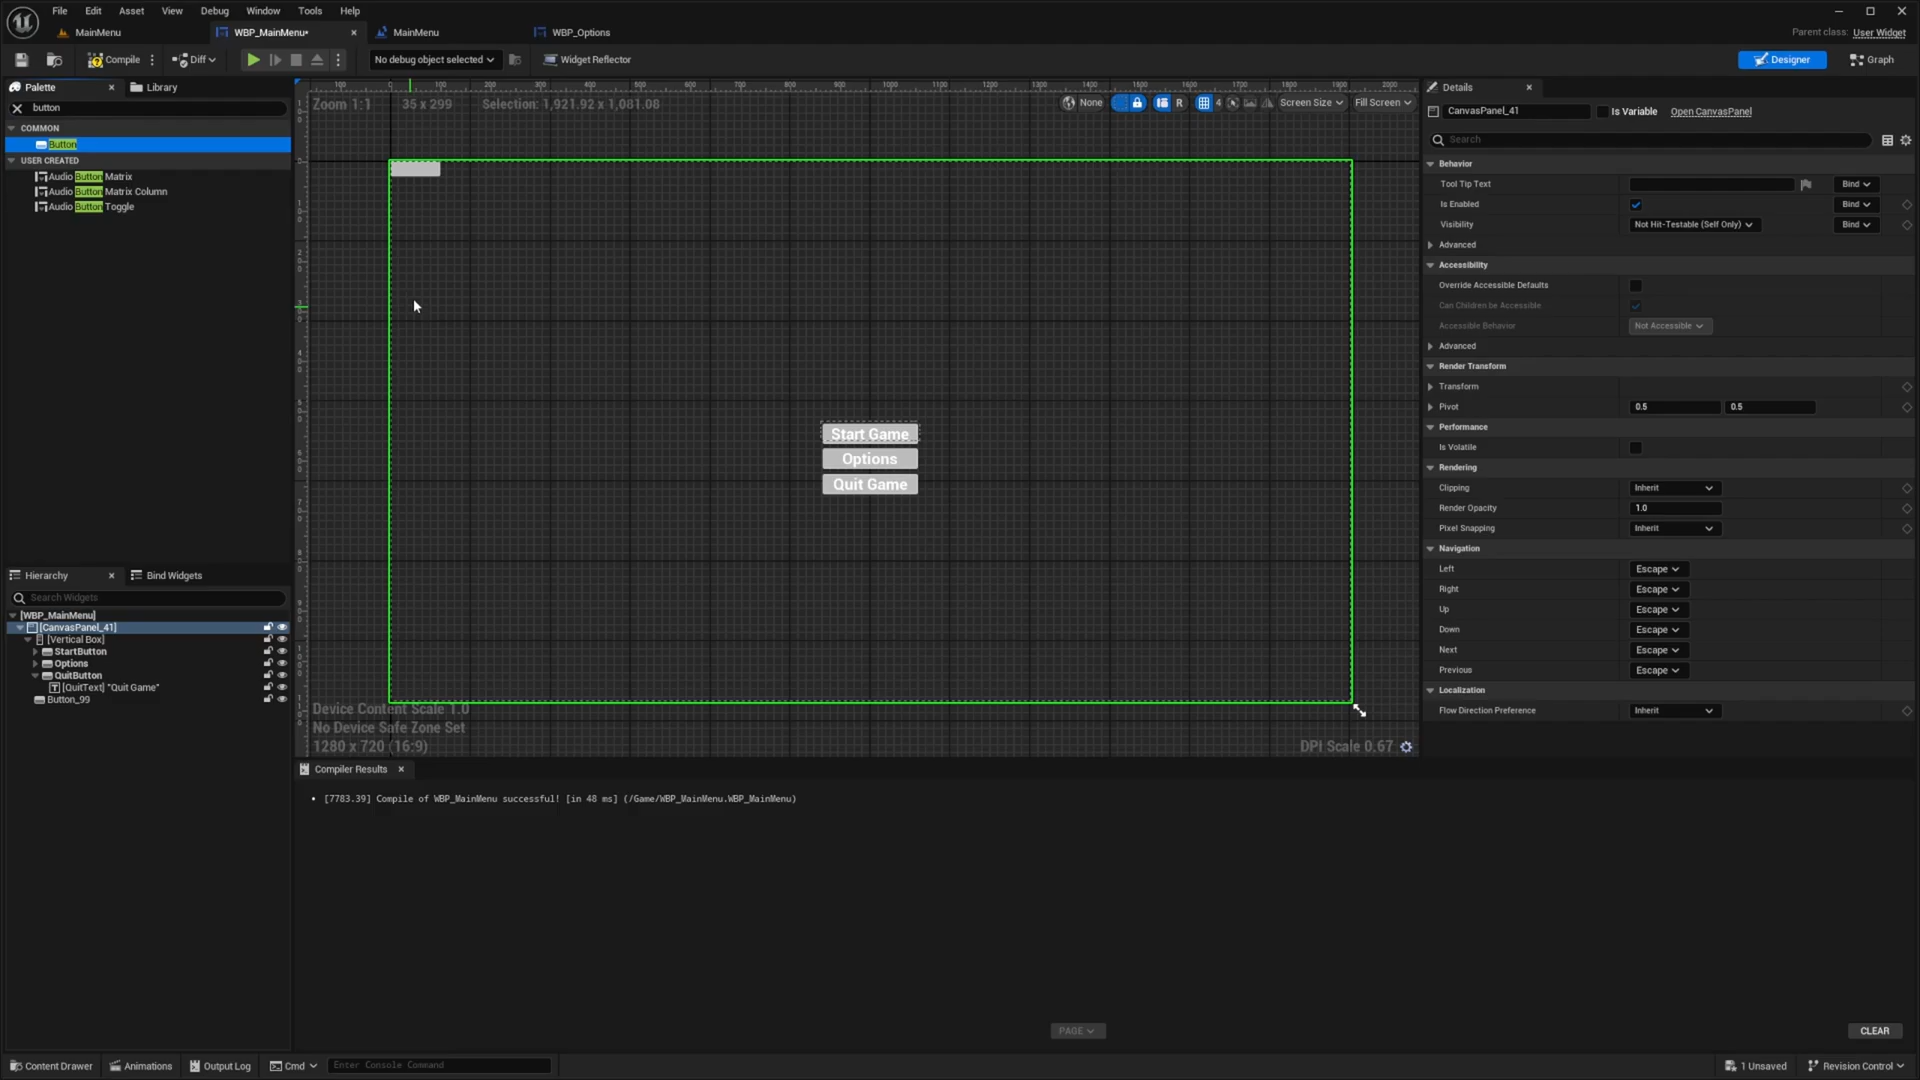 File Edit Asset View Debug Window Tools Help
MainMenu WBP_MainMenu* MainMenu WBP_Options
Parent class: User Widget
Compile Diff No debug object selected Widget Reflector Designer Graph
Palette Library
button
COMMON
Button
USER CREATED
Audio Button Matrix
Audio Button Matrix Column
Audio Button Toggle
Hierarchy Bind Widgets
Search Widgets
[WBP_MainMenu]
[CanvasPanel_41]
[Vertical Box]
StartButton
Options
QuitButton
[QuitText] "Quit Game"
Button_99
Zoom 1:1 35 x 299 Selection: 1,921.92 x 1,081.08
None R 4 Screen Size Fill Screen
Start Game
Options
Quit Game
Device Content Scale 1.0
No Device Safe Zone Set
1280 x 720 (16:9)
DPI Scale 0.67
Compiler Results
[7783.39] Compile of WBP_MainMenu successful! [in 48 ms] (/Game/WBP_MainMenu.WBP_MainMenu)
PAGE CLEAR
Details
CanvasPanel_41 Is Variable Open CanvasPanel
Search
Behavior
Tool Tip Text Bind
Is Enabled Bind
Visibility Not Hit-Testable (Self Only) Bind
Advanced
Accessibility
Override Accessible Defaults
Can Children be Accessible
Accessible Behavior Not Accessible
Advanced
Render Transform
Transform
Pivot 0.5 0.5
Performance
Is Volatile
Rendering
Clipping Inherit
Render Opacity 1.0
Pixel Snapping Inherit
Navigation
Left Escape
Right Escape
Up Escape
Down Escape
Next Escape
Previous Escape
Localization
Flow Direction Preference Inherit
Content Drawer Animations Output Log Cmd Enter Console Command 1 Unsaved Revision Control